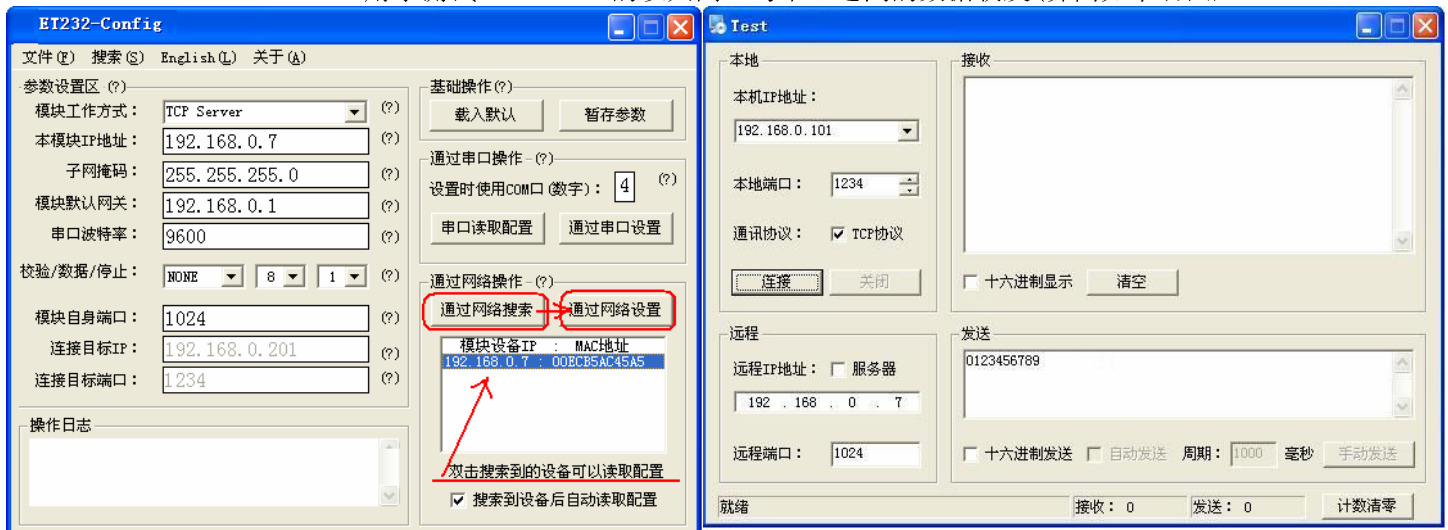 ET232-Config
文件(F) 搜索(S) English(L) 关于(A)
参数设置区 (?)
模块工作方式： TCP Server (?)
本模块IP地址： 192.168.0.7 (?)
子网掩码： 255.255.255.0 (?)
模块默认网关： 192.168.0.1 (?)
串口波特率： 9600 (?)
校验/数据/停止： NONE 8 1 (?)
模块自身端口： 1024 (?)
连接目标IP： 192.168.0.201 (?)
连接目标端口： 1234 (?)
操作日志
基础操作(?)
载入默认 暂存参数
通过串口操作-(?)
设置时使用COM口(数字)： 4 (?)
串口读取配置 通过串口设置
通过网络操作-(?)
通过网络搜索 通过网络设置
模块设备IP : MAC地址
192.168.0.7 : 00ECB5AC45A5
双击搜索到的设备可以读取配置
搜索到设备后自动读取配置
Test
本地
本机IP地址：
192.168.0.101
本地端口： 1234
通讯协议： TCP协议
连接 关闭
接收
十六进制显示 清空
远程
远程IP地址： 服务器
192 . 168 . 0 . 7
远程端口： 1024
发送
0123456789
十六进制发送 自动发送 周期： 1000 毫秒 手动发送
就绪 接收：0 发送：0 计数清零